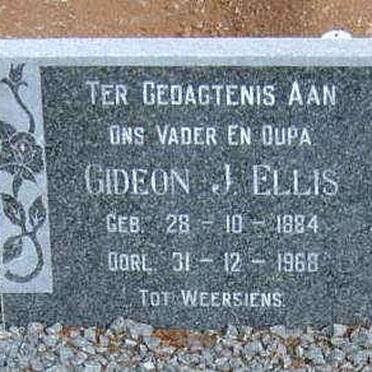 TER GEDAGTENIS AAN
ONS VADER EN OUPA
GIDEON J. ELLIS
GEB. 28 - 10 - 1884
OORL. 31 - 12 - 1968
TOT WEERSIENS.